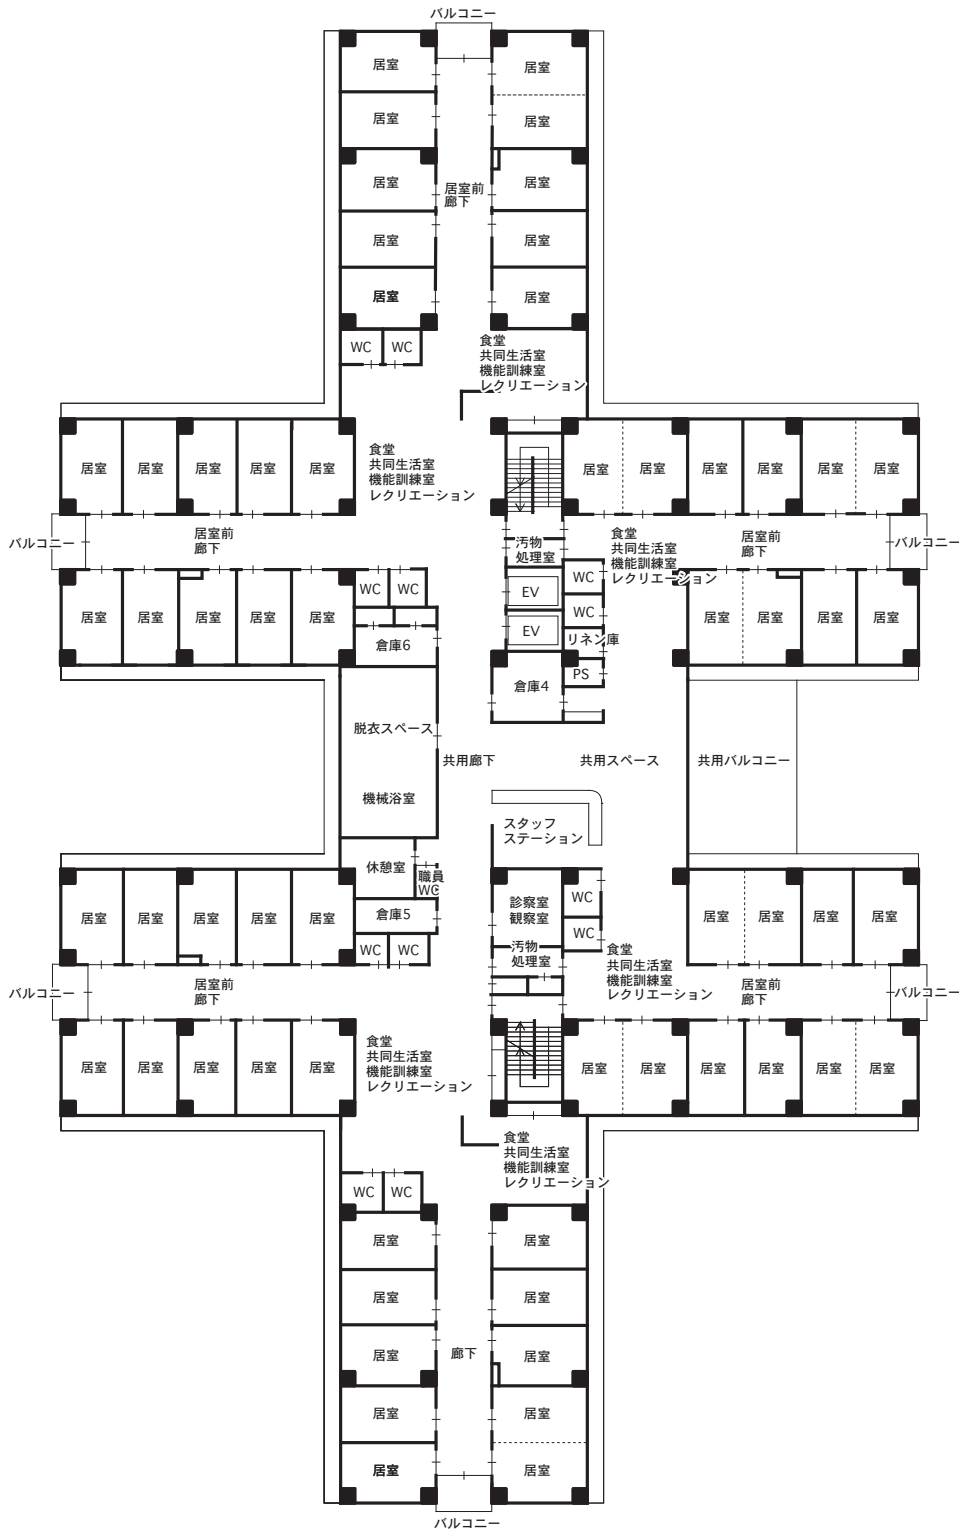 バルコニー
居室
居室
居室
居室
居室
居室
居室前
廊下
居室
居室
居室
居室
食堂
共同生活室
機能訓練室
レクリエーション
WC
WC
食堂
共同生活室
機能訓練室
レクリエーション
居室
居室
居室
居室
居室
居室
居室
居室
居室
居室
居室
バルコニー
居室前
廊下
汚物
処理室
食堂
共同生活室
機能訓練室
レクリエーション
居室前
廊下
バルコニー
居室
居室
居室
居室
居室
WC
WC
EV
WC
居室
居室
居室
居室
WC
EV
倉庫6
リネン庫
PS
倉庫4
脱衣スペース
共用廊下
共用スペース
共用バルコニー
機械浴室
スタッフ
ステーション
休憩室
職員
WC
居室
居室
居室
居室
居室
倉庫5
診察室
観察室
WC
居室
居室
居室
居室
WC
WC
WC
汚物
処理室
食堂
共同生活室
機能訓練室
レクリエーション
バルコニー
居室前
廊下
居室前
廊下
バルコニー
食堂
共同生活室
機能訓練室
レクリエーション
居室
居室
居室
居室
居室
居室
居室
居室
居室
居室
居室
食堂
共同生活室
機能訓練室
レクリエーション
WC
WC
居室
居室
居室
居室
居室
廊下
居室
居室
居室
居室
居室
バルコニー